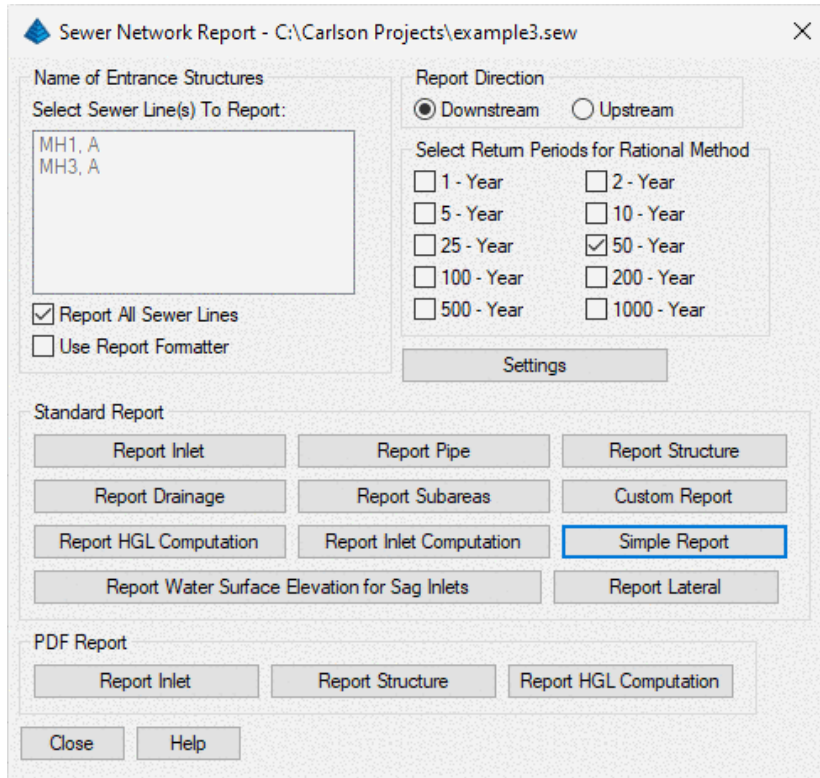 Sewer Network Report - C:\Carlson Projects\example3.sew
Name of Entrance Structures
Select Sewer Line(s) To Report:
MH1, A
MH3, A
Report All Sewer Lines
Use Report Formatter
Report Direction
Downstream Upstream
Select Return Periods for Rational Method
1 - Year 2 - Year
5 - Year 10 - Year
25 - Year 50 - Year
100 - Year 200 - Year
500 - Year 1000 - Year
Settings
Standard Report
Report Inlet Report Pipe Report Structure
Report Drainage Report Subareas Custom Report
Report HGL Computation Report Inlet Computation Simple Report
Report Water Surface Elevation for Sag Inlets Report Lateral
PDF Report
Report Inlet Report Structure Report HGL Computation
Close Help